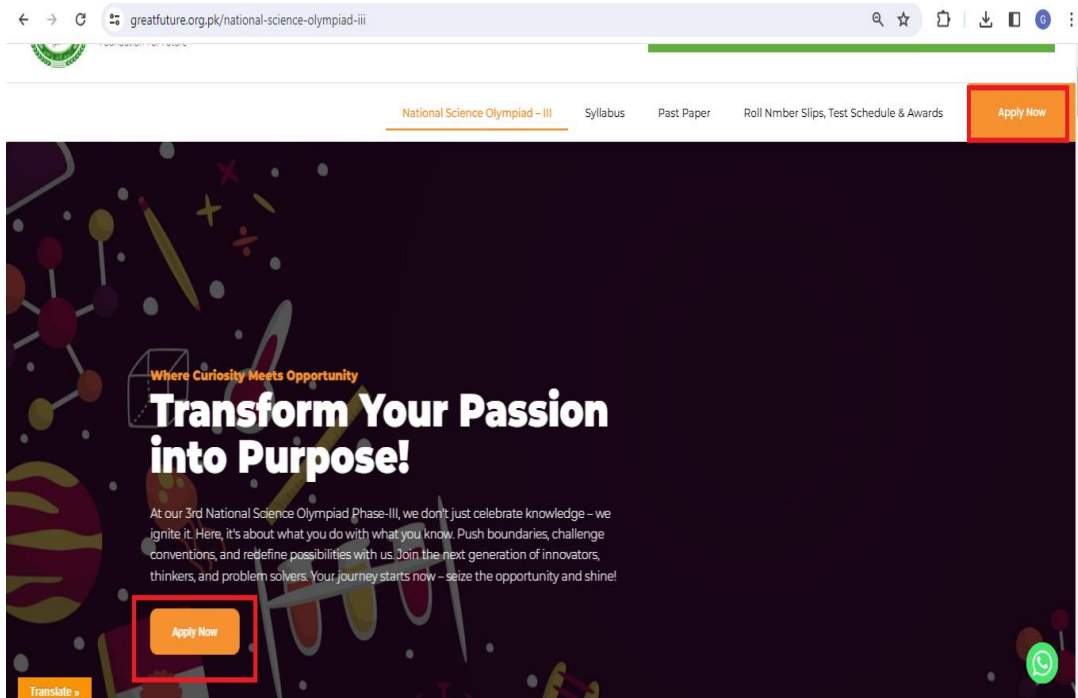 greatfuture.org.pk/national-science-olympiad-iii
G
National Science Olympiad – III Syllabus Past Paper Roll Nmber Slips, Test Schedule & Awards Apply Now
Where Curiosity Meets Opportunity
Transform Your Passion
into Purpose!
At our 3rd National Science Olympiad Phase-III, we don't just celebrate knowledge – we
ignite it. Here, it's about what you do with what you know. Push boundaries, challenge
conventions, and redefine possibilities with us. Join the next generation of innovators,
thinkers, and problem solvers. Your journey starts now – seize the opportunity and shine!
Apply Now
Translate »